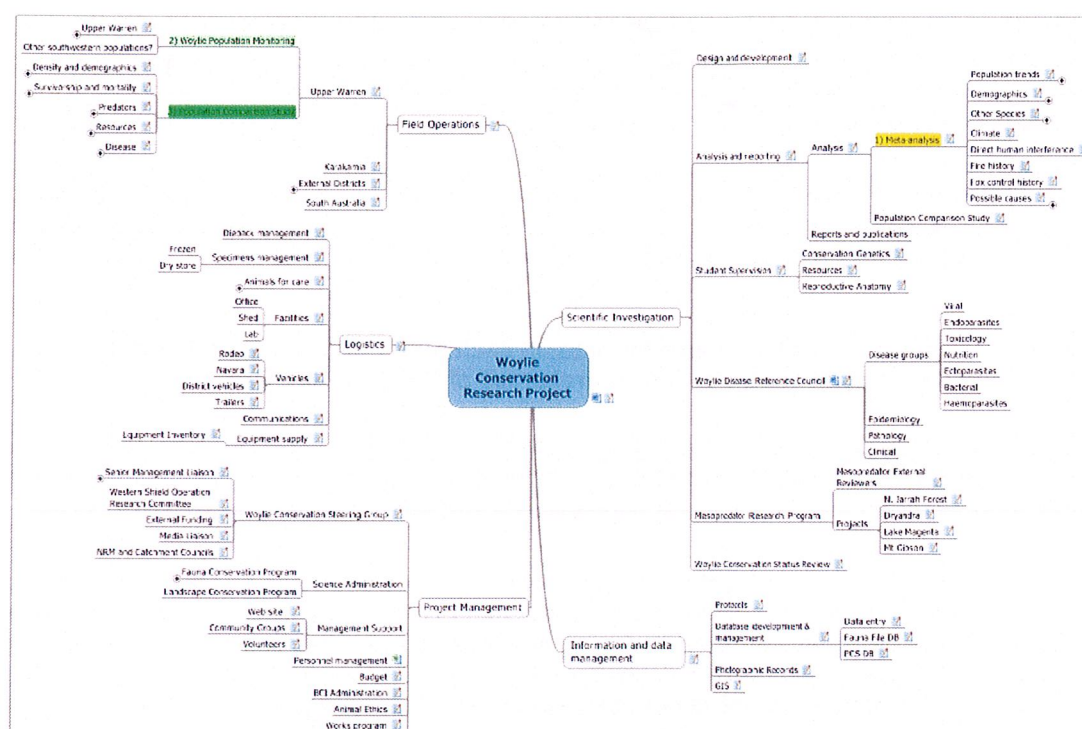 Upper Warren
Other southwestern populations?
2) Woylie Population Monitoring
Density and demographics
Survivorship and mortality
Predators
Resources
Disease
Population Comparison Study
Upper Warren
Karakamia
External Districts
South Australia
Field Operations
Dieback management
Frozen
Dry store
Specimens management
Animals for care
Office
Shed
Lab
Facilities
Rodeo
Navara
District vehicles
Trailers
Vehicles
Communications
Equipment Inventory
Equipment supply
Logistics
Woylie
Conservation
Research Project
Senior Management Liaison
Western Shield Operation
Research Committee
External Funding
Media Liaison
NRM and Catchment Councils
Woylie Conservation Steering Group
Fauna Conservation Program
Landscape Conservation Program
Science Administration
Web site
Community Groups
Volunteers
Management Support
Personnel management
Budget
BCI Administration
Animal Ethics
Works program
Project Management
Scientific Investigation
Design and development
Analysis and reporting
Analysis
1) Meta-analysis
Population trends
Demographics
Other Species
Climate
Direct human interference
Fire history
Fox control history
Possible causes
Population Comparison Study
Reports and publications
Student Supervision
Conservation Genetics
Resources
Reproductive Anatomy
Woylie Disease Reference Council
Disease groups
Viral
Endoparasites
Toxicology
Nutrition
Ectoparasites
Bacterial
Haemoparasites
Epidemiology
Pathology
Clinical
Mesopredator Research Program
Mesopredator External
Reviewers
Projects
N. Jarrah Forest
Dryandra
Lake Magenta
Mt Gibson
Woylie Conservation Status Review
Information and data
management
Protocols
Database development &
management
Data entry
Fauna File DB
PCS DB
Photographic Records
GIS